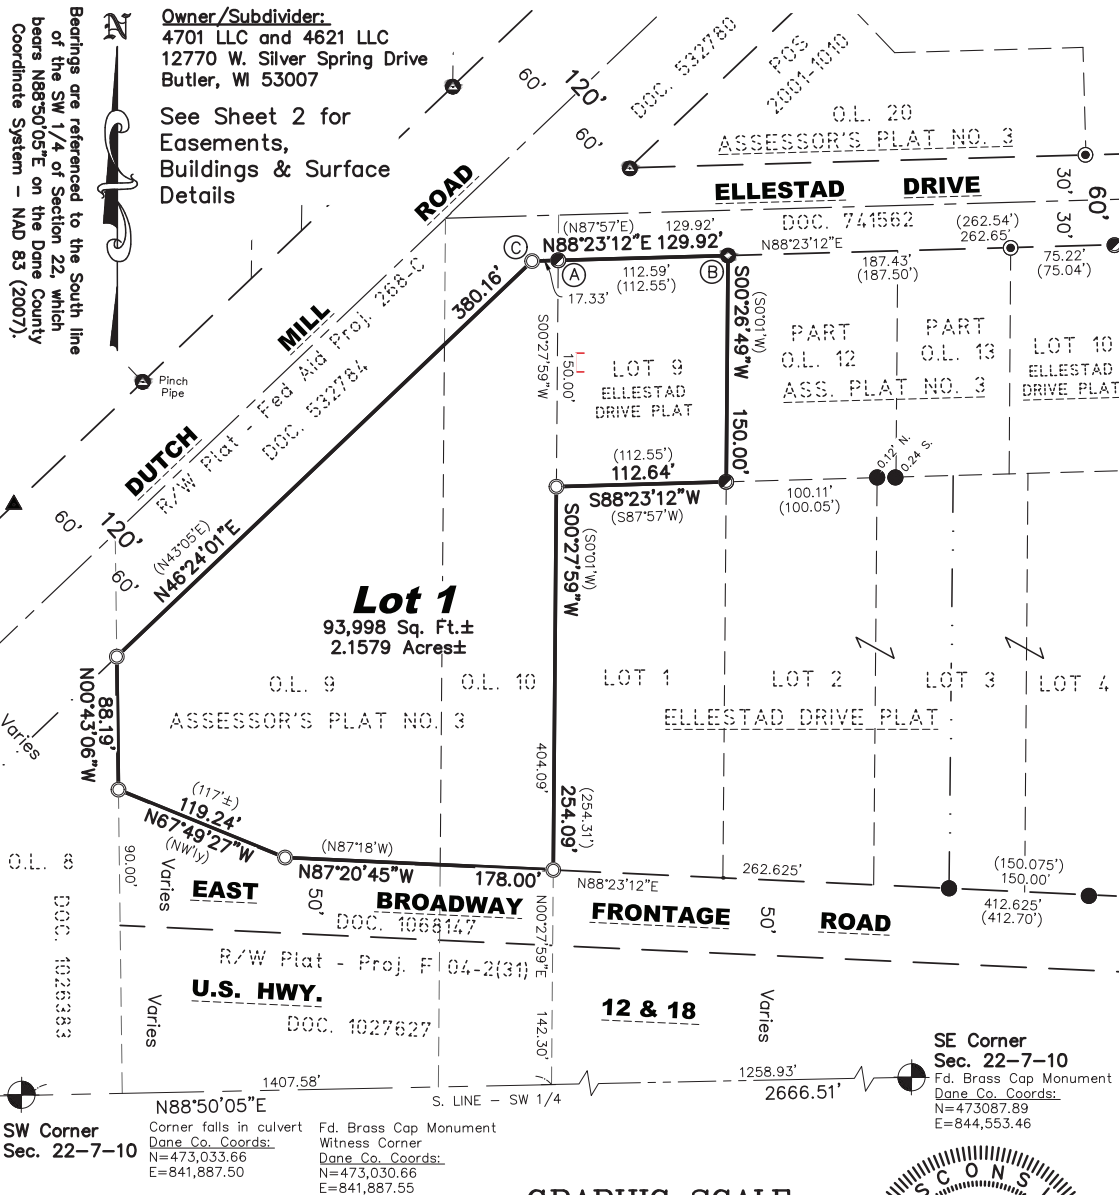 Bearings are referenced to the South line
of the SW 1/4 of Section 22, which
bears N88°50'05"E on the Dane County
Coordinate System – NAD 83 (2007).
Owner/Subdivider:
4701 LLC and 4621 LLC
12770 W. Silver Spring Drive
Butler, WI 53007
See Sheet 2 for
Easements,
Buildings & Surface
Details
60'
120'
60'
DOC. 532780
POS
2001-1010
O.L. 20
ASSESSOR'S PLAT NO. 3
ELLESTAD DRIVE
30'
60'
30'
DOC. 741562
(N87°57'E) 129.92'
N88°23'12"E 129.92'
N88°23'12"E
(262.54')
262.65'
187.43'
(187.50')
75.22'
(75.04')
C
A
B
112.59'
(112.55')
17.33'
DUTCH MILL ROAD
R/W Plat - Fed Aid Proj. 268-C
DOC. 532784
380.16'
(N43°05'E)
N46°24'01"E
Pinch
Pipe
60'
120'
60'
S00°27'59"W
150.00'
LOT 9
ELLESTAD
DRIVE PLAT
S00°26'49"W
(S0°01'W)
150.00'
PART
O.L. 12
PART
O.L. 13
ASS. PLAT NO. 3
LOT 10
ELLESTAD
DRIVE PLAT
0.12' N.
0.24 S.
(112.55')
112.64'
S88°23'12"W
(S87°57'W)
100.11'
(100.05')
S00°27'59"W
(S0°01'W)
Lot 1
93,998 Sq. Ft.±
2.1579 Acres±
O.L. 9
O.L. 10
ASSESSOR'S PLAT NO. 3
LOT 1
LOT 2
LOT 3
LOT 4
ELLESTAD DRIVE PLAT
Varies
88.19'
N00°43'06"W
(117'±)
119.24'
N67°49'27"W
(NW'ly)
404.09'
254.09'
(254.31')
(N87°18'W)
N87°20'45"W
178.00'
N88°23'12"E
262.625'
(150.075')
150.00'
412.625'
(412.70')
O.L. 8
90.00'
Varies
EAST BROADWAY FRONTAGE ROAD
50'
50'
DOC. 1068147
DOC. 1026383
R/W Plat - Proj. F 04-2(31)
N00°27'59"E
U.S. HWY. 12 & 18
Varies
DOC. 1027627
142.30'
Varies
1407.58'
1258.93'
2666.51'
N88°50'05"E
S. LINE – SW 1/4
SE Corner
Sec. 22-7-10
Fd. Brass Cap Monument
Dane Co. Coords:
N=473087.89
E=844,553.46
SW Corner
Sec. 22-7-10
Corner falls in culvert
Dane Co. Coords:
N=473,033.66
E=841,887.50
Fd. Brass Cap Monument
Witness Corner
Dane Co. Coords:
N=473,030.66
E=841,887.55
GRAPHIC SCALE
SCONS